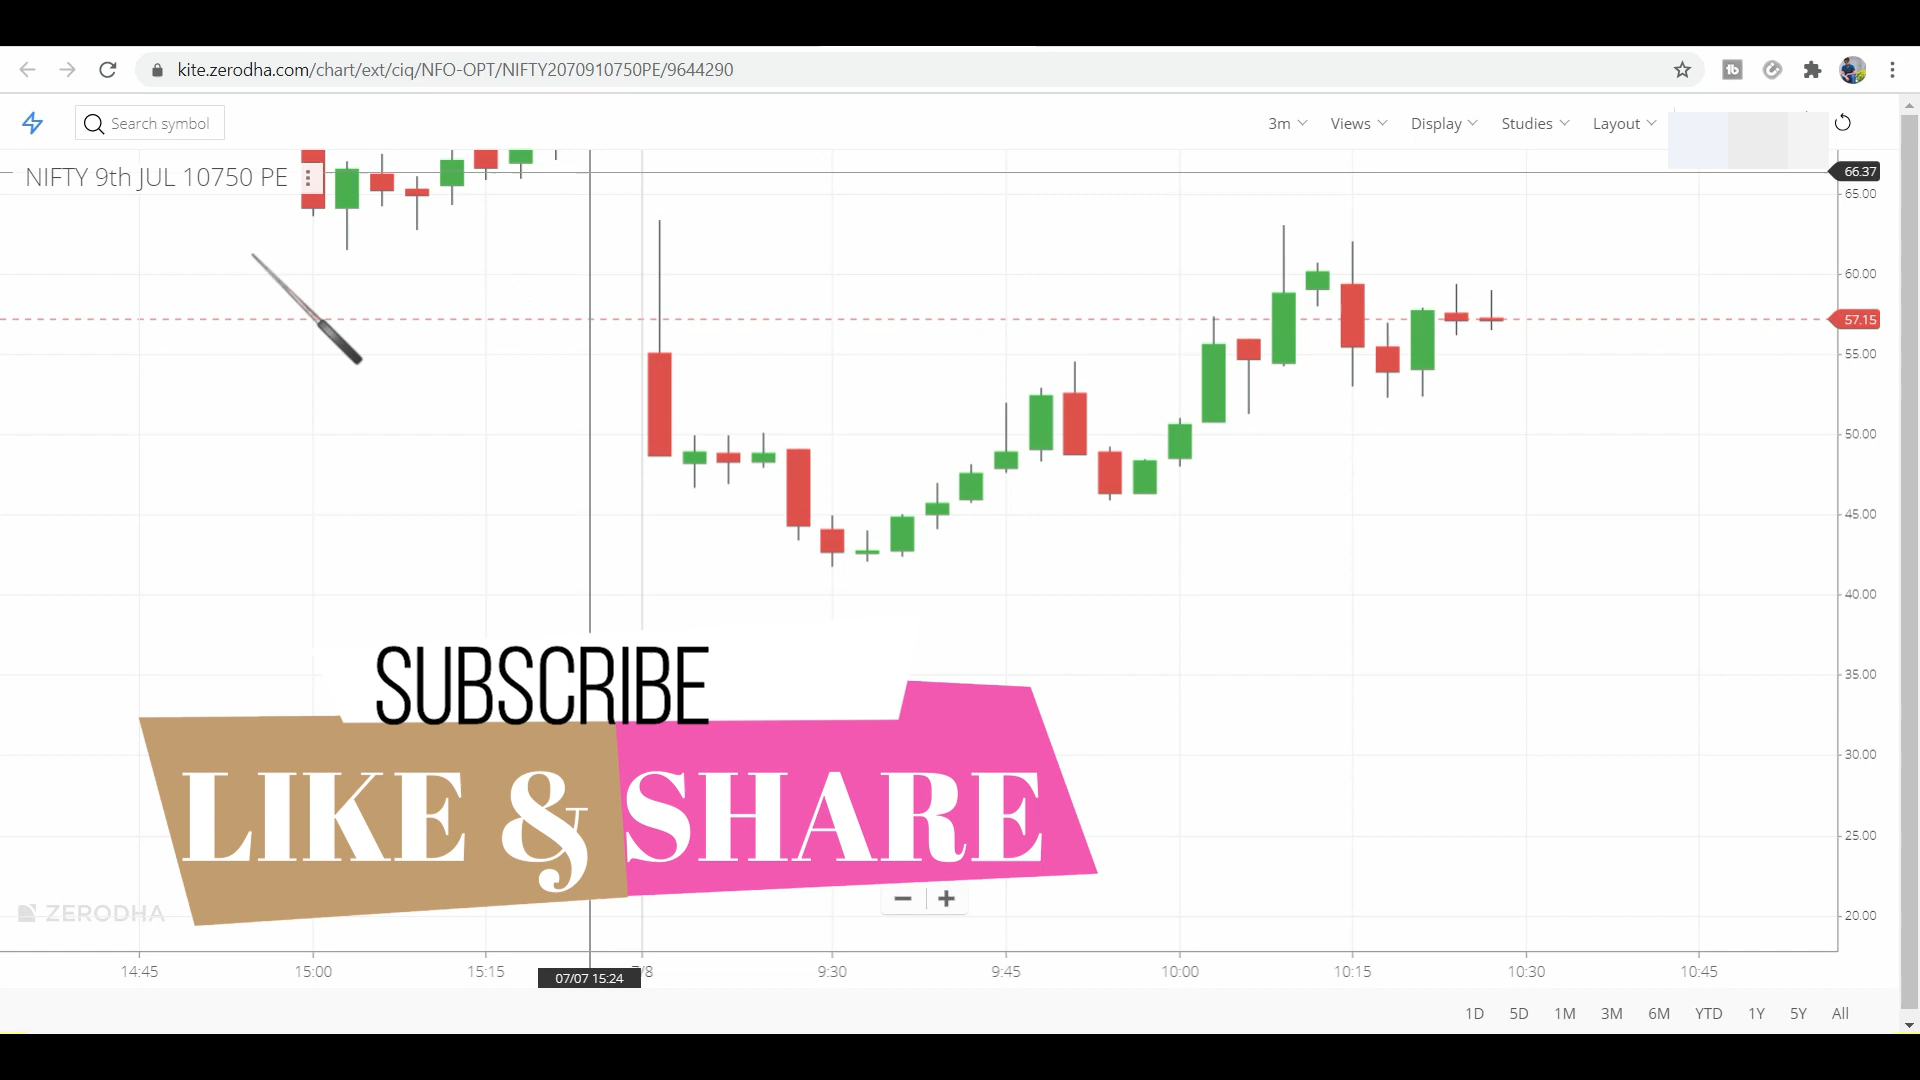 kite.zerodha.com/chart/ext/ciq/NFO-OPT/NIFTY2070910750PE/9644290
Search symbol
3m Views Display Studies Layout
NIFTY 9th JUL 10750 PE
66.37
65.00
60.00
57.15
55.00
50.00
45.00
40.00
35.00
30.00
25.00
20.00
SUBSCRIBE
LIKE & SHARE
ZERODHA
14:45 15:00 15:15 07/07 15:24 /8 9:30 9:45 10:00 10:15 10:30 10:45
1D 5D 1M 3M 6M YTD 1Y 5Y All